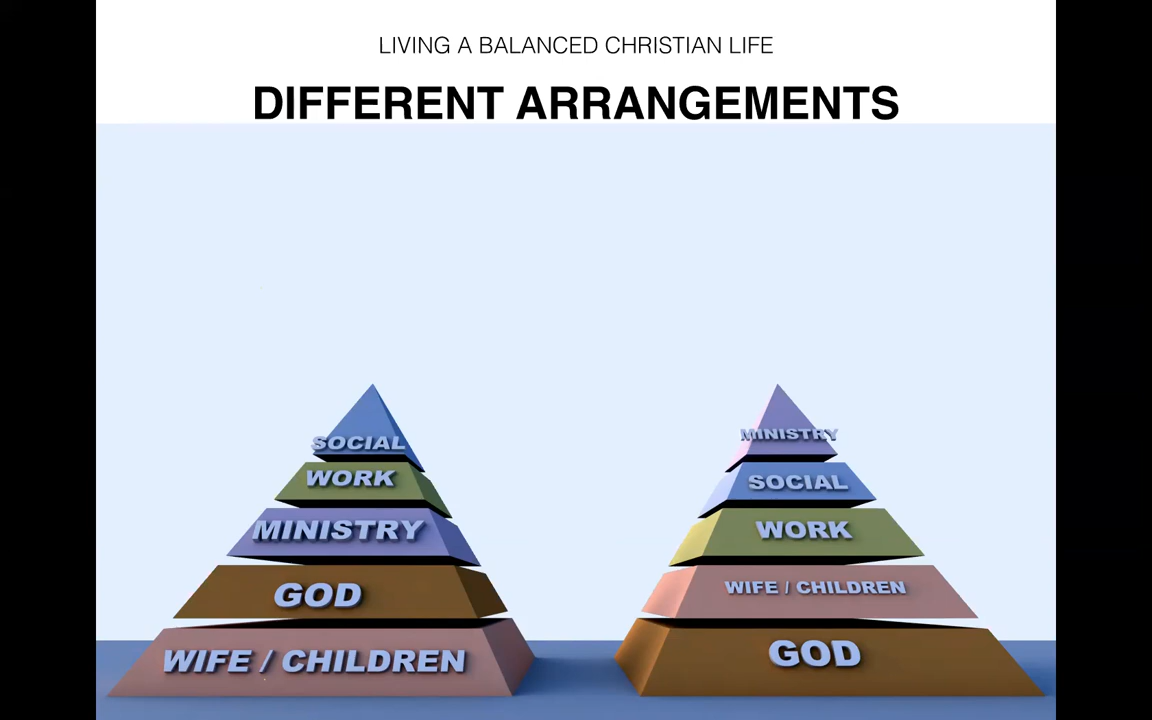 LIVING A BALANCED CHRISTIAN LIFE
DIFFERENT ARRANGEMENTS
SOCIAL
WORK
MINISTRY
GOD
WIFE / CHILDREN
MINISTRY
SOCIAL
WORK
WIFE / CHILDREN
GOD